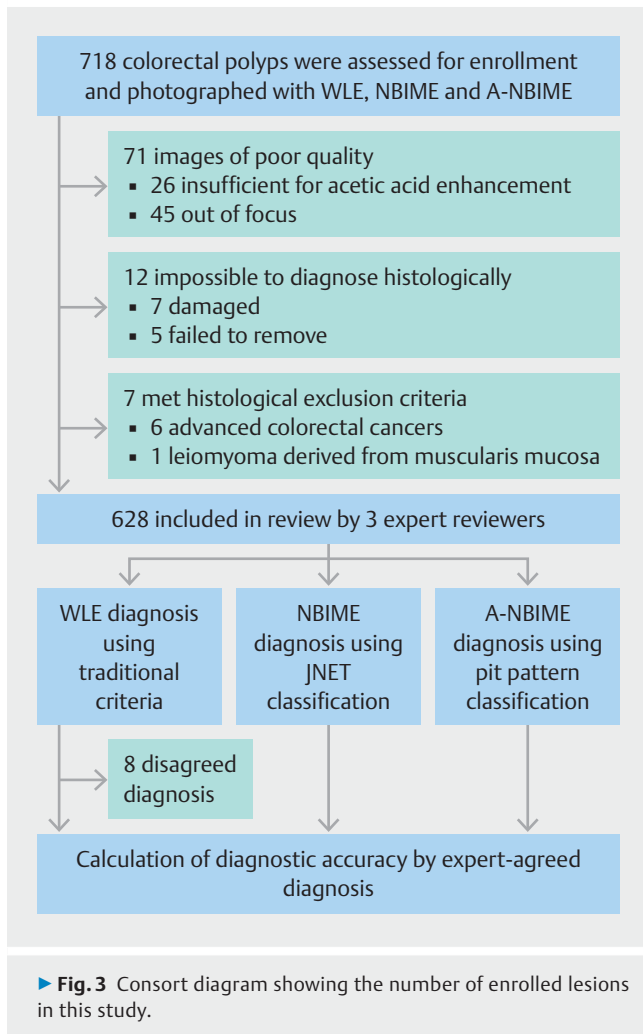 718 colorectal polyps were assessed for enrollment
and photographed with WLE, NBIME and A-NBIME
71 images of poor quality
▪ 26 insufficient for acetic acid enhancement
▪ 45 out of focus
12 impossible to diagnose histologically
▪ 7 damaged
▪ 5 failed to remove
7 met histological exclusion criteria
▪ 6 advanced colorectal cancers
▪ 1 leiomyoma derived from muscularis mucosa
628 included in review by 3 expert reviewers
WLE diagnosis
using
traditional
criteria
NBIME
diagnosis using
JNET
classification
A-NBIME
diagnosis using
pit pattern
classification
8 disagreed
diagnosis
Calculation of diagnostic accuracy by expert-agreed
diagnosis
▶ Fig. 3 Consort diagram showing the number of enrolled lesions
in this study.